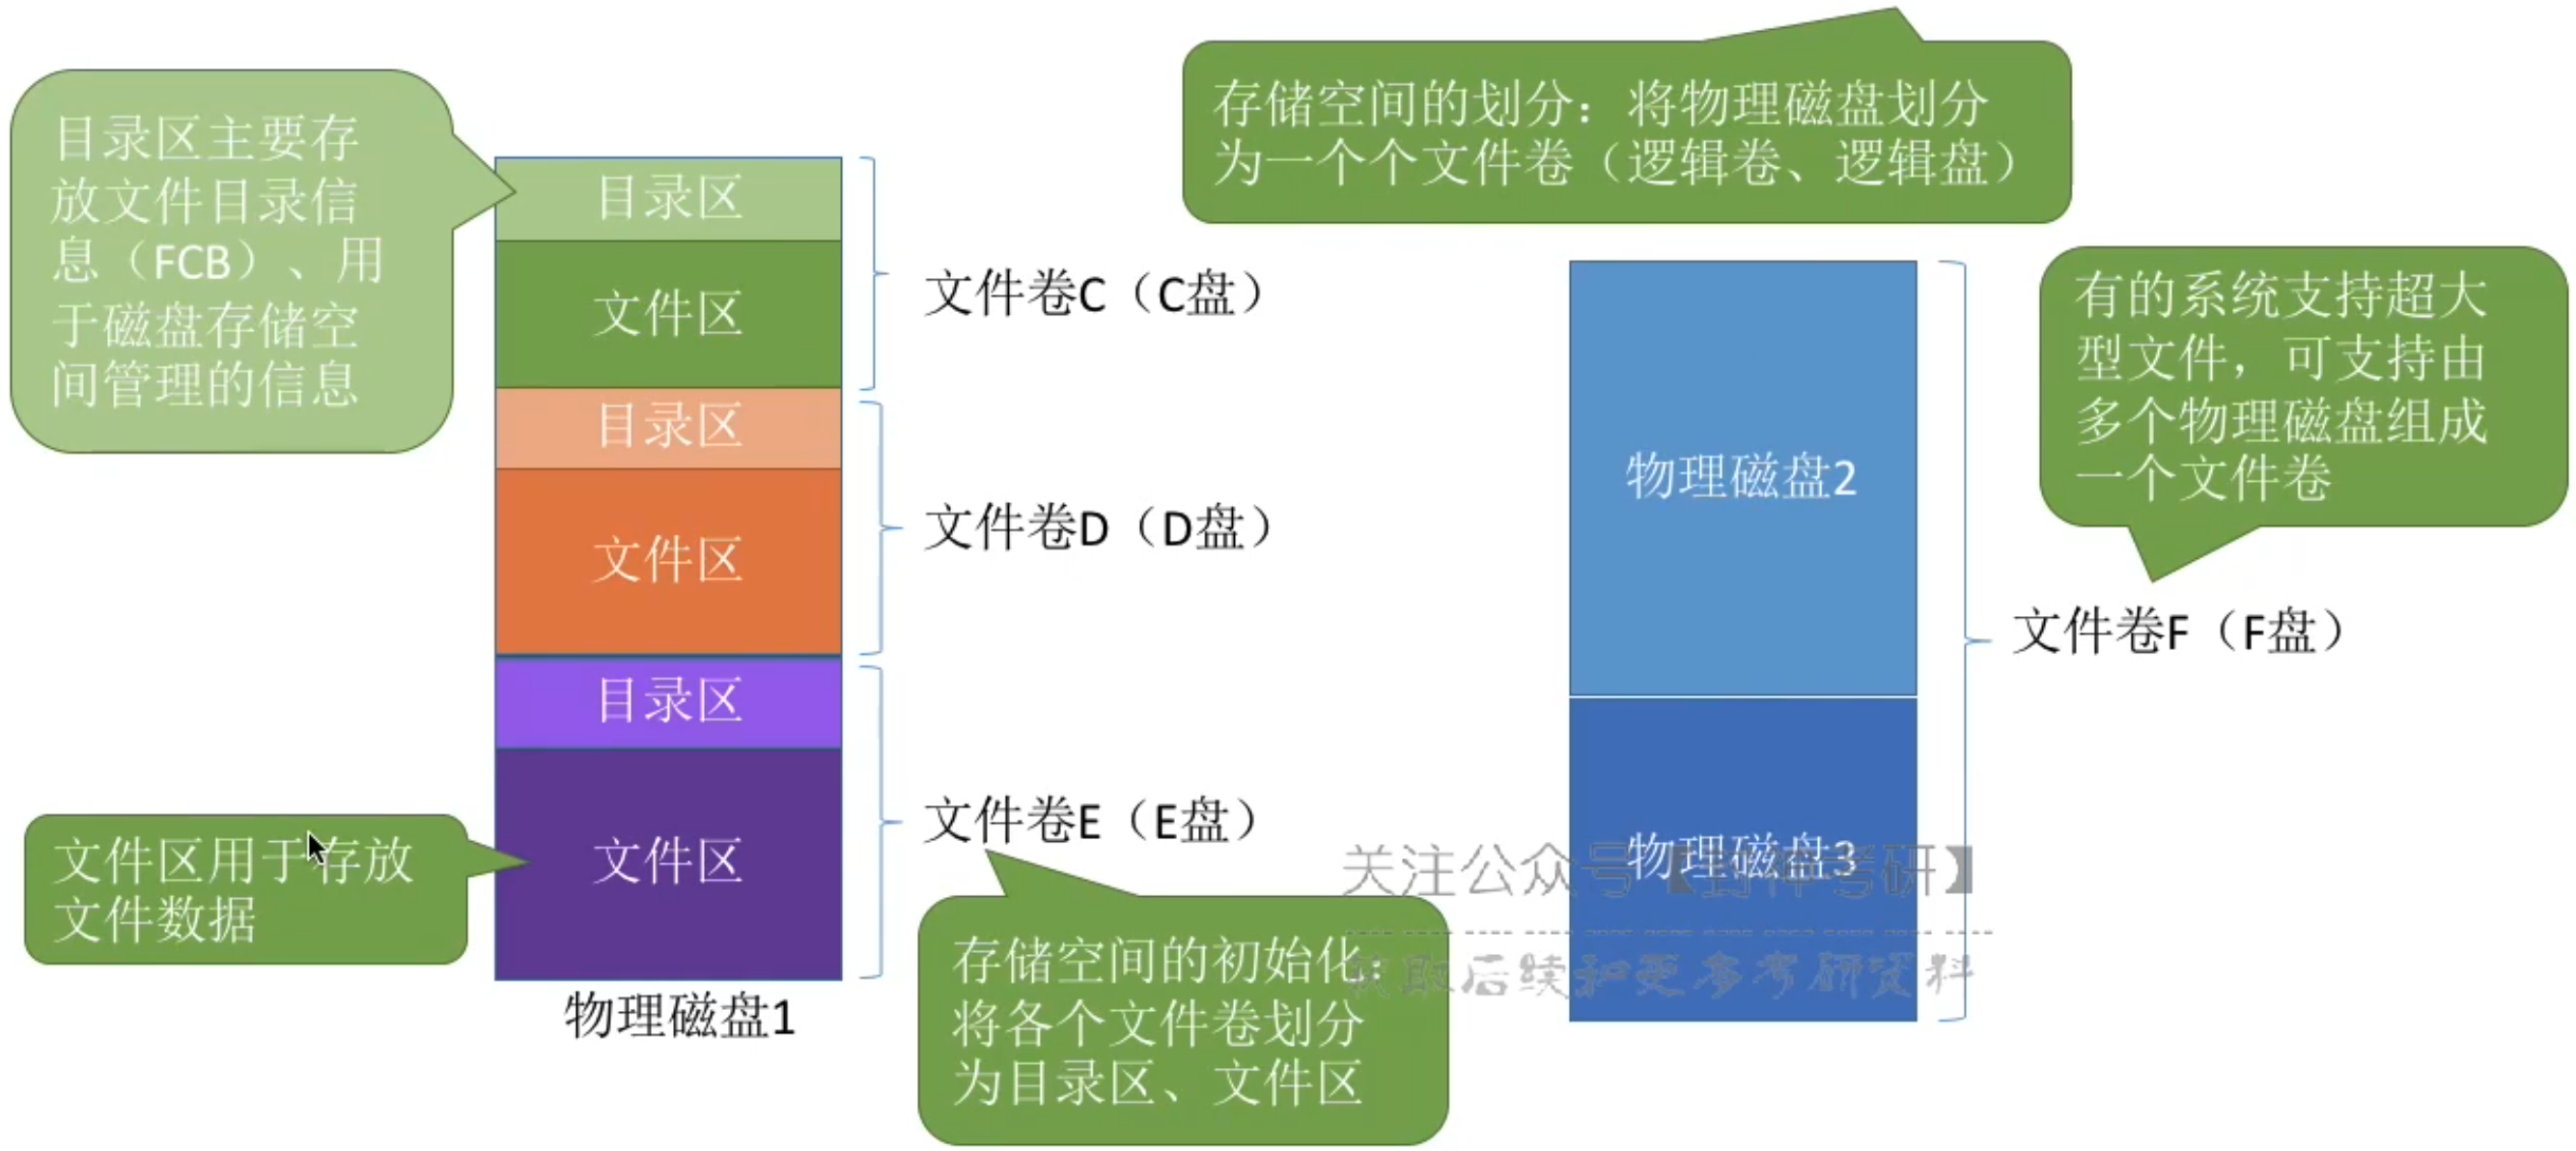 存储空间的划分：将物理磁盘划分
为一个个文件卷（逻辑卷、逻辑盘）
目录区主要存
放文件目录信
息（FCB）、用
于磁盘存储空
间管理的信息
目录区
文件区
文件卷C（C盘）
目录区
文件区
文件卷D（D盘）
目录区
文件区
文件卷E（E盘）
文件区用于存放
文件数据
物理磁盘1
存储空间的初始化：
将各个文件卷划分
为目录区、文件区
物理磁盘2
物理磁盘3
有的系统支持超大
型文件，可支持由
多个物理磁盘组成
一个文件卷
文件卷F（F盘）
关注公众号【封神考研】
获取后续和更多考研资料